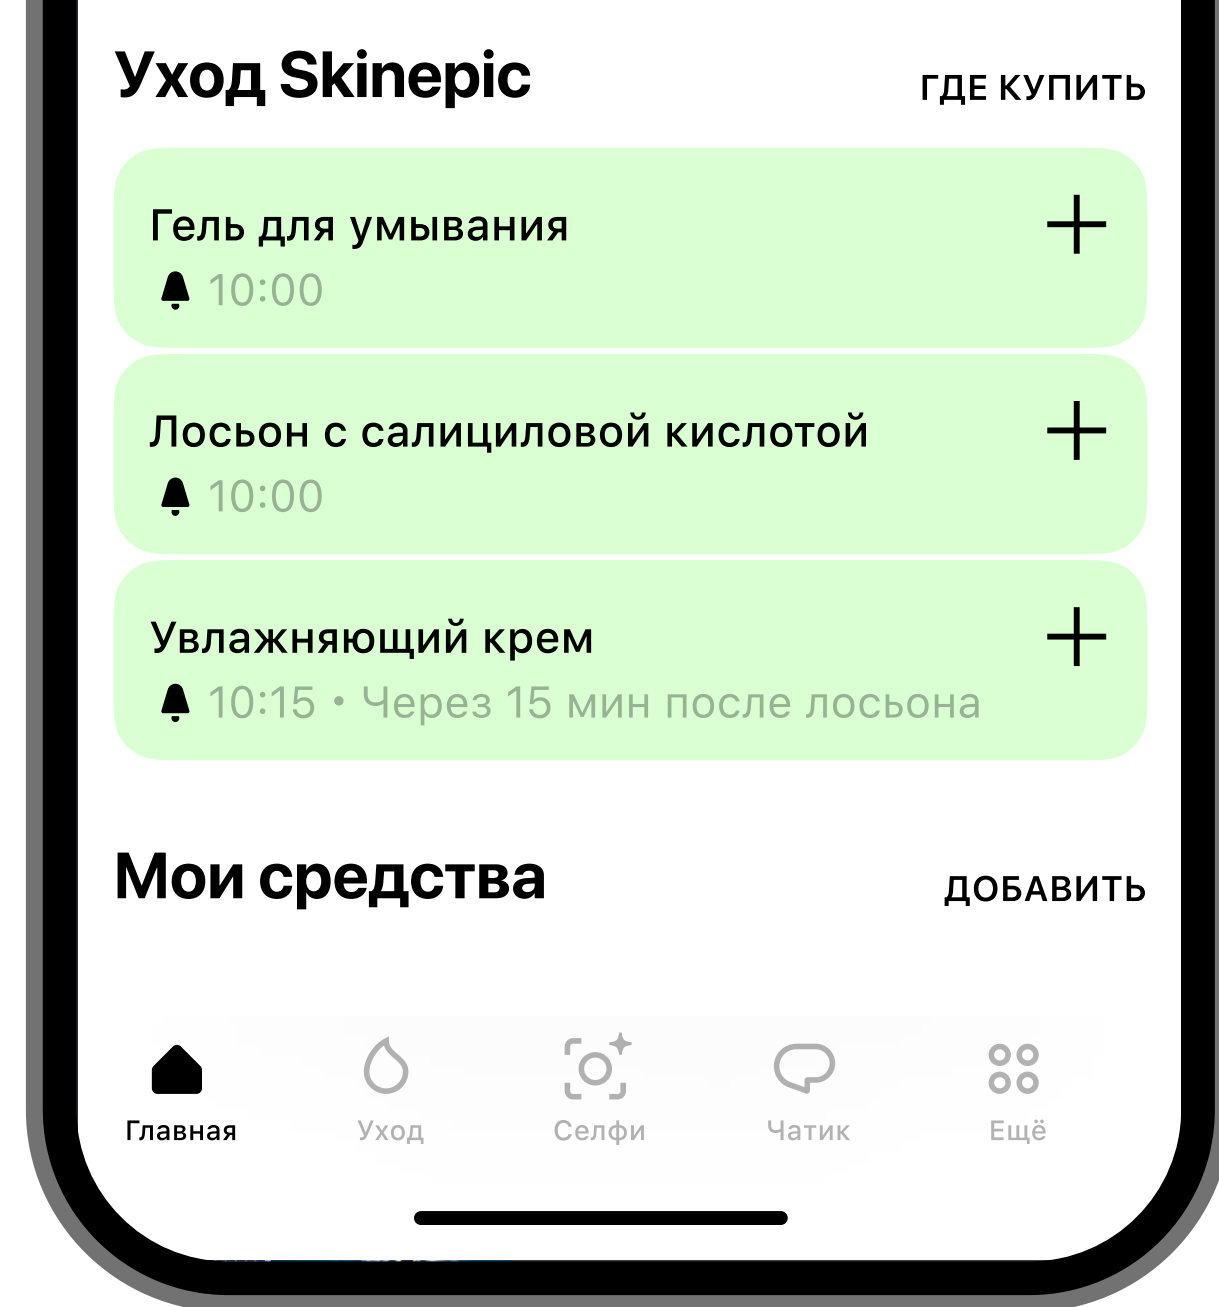 Уход Skinepic
ГДЕ КУПИТЬ
Гель для умывания
10:00
Лосьон с салициловой кислотой
10:00
Увлажняющий крем
10:15 • Через 15 мин после лосьона
Мои средства
ДОБАВИТЬ
Главная
Уход
Селфи
Чатик
Ещё